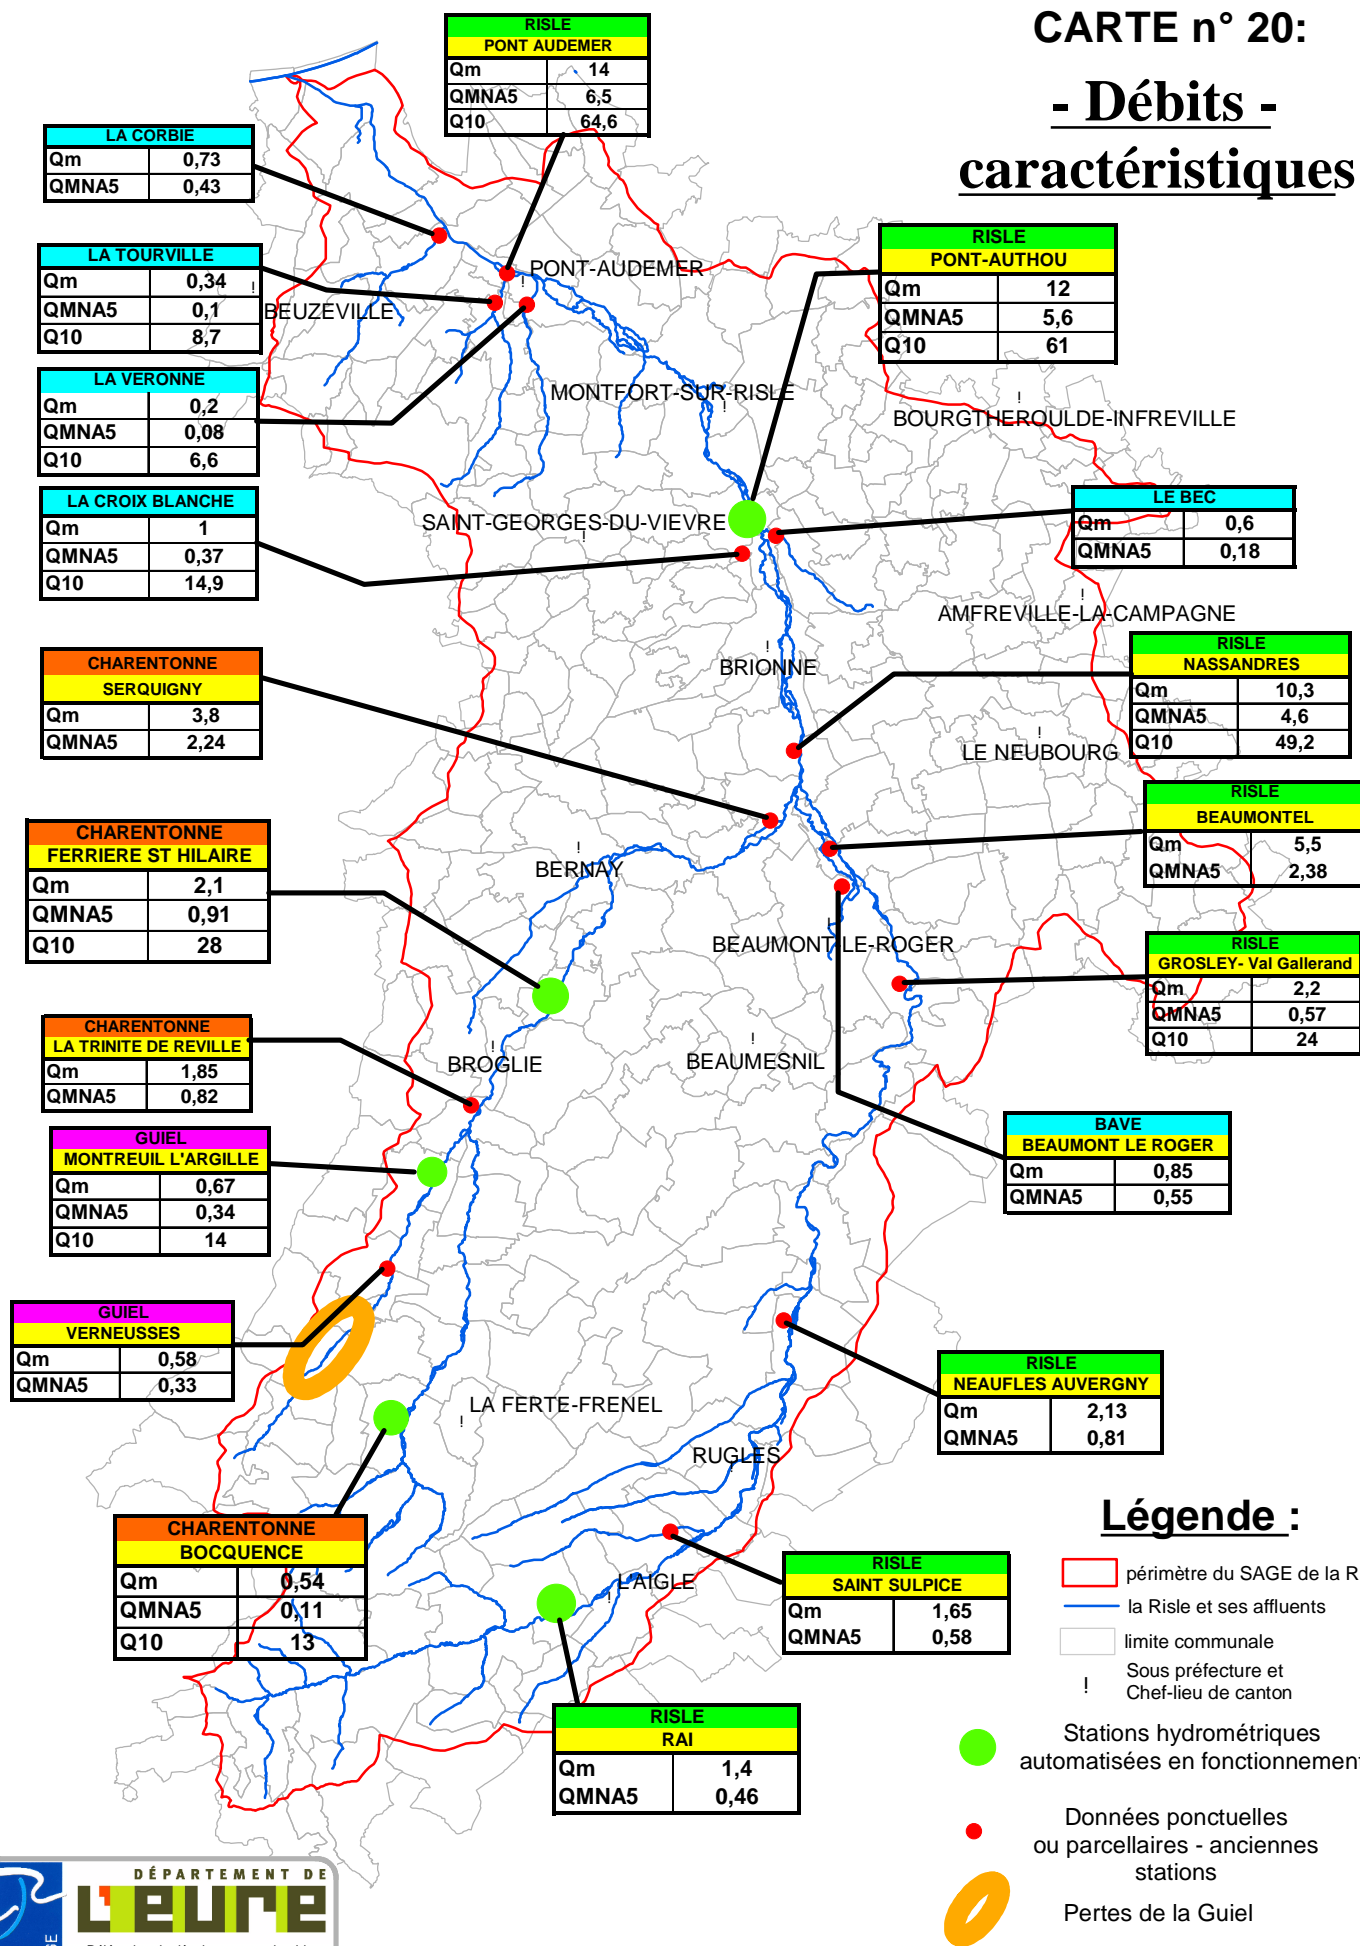 CARTE n° 20:
- Débits -
caractéristiques
RISLE
PONT AUDEMER
Qm 14
QMNA5 6,5
Q10 64,6
LA CORBIE
Qm 0,73
QMNA5 0,43
LA TOURVILLE
Qm 0,34
QMNA5 0,1
Q10 8,7
LA VERONNE
Qm 0,2
QMNA5 0,08
Q10 6,6
LA CROIX BLANCHE
Qm 1
QMNA5 0,37
Q10 14,9
RISLE
PONT-AUTHOU
Qm 12
QMNA5 5,6
Q10 61
LE BEC
Qm 0,6
QMNA5 0,18
PONT-AUDEMER
BEUZEVILLE
MONTFORT-SUR-RISLE
BOURGTHEROULDE-INFREVILLE
SAINT-GEORGES-DU-VIEVRE
AMFREVILLE-LA-CAMPAGNE
BRIONNE
LE NEUBOURG
CHARENTONNE
SERQUIGNY
Qm 3,8
QMNA5 2,24
RISLE
NASSANDRES
Qm 10,3
QMNA5 4,6
Q10 49,2
RISLE
BEAUMONTEL
Qm 5,5
QMNA5 2,38
CHARENTONNE
FERRIERE ST HILAIRE
Qm 2,1
QMNA5 0,91
Q10 28
BERNAY
BEAUMONT-LE-ROGER
RISLE
GROSLEY- Val Gallerand
Qm 2,2
QMNA5 0,57
Q10 24
CHARENTONNE
LA TRINITE DE REVILLE
Qm 1,85
QMNA5 0,82
BROGLIE
BEAUMESNIL
GUIEL
MONTREUIL L'ARGILLE
Qm 0,67
QMNA5 0,34
Q10 14
BAVE
BEAUMONT LE ROGER
Qm 0,85
QMNA5 0,55
GUIEL
VERNEUSSES
Qm 0,58
QMNA5 0,33
RISLE
NEAUFLES AUVERGNY
Qm 2,13
QMNA5 0,81
LA FERTE-FRENEL
RUGLES
L'AIGLE
CHARENTONNE
BOCQUENCE
Qm 0,54
QMNA5 0,11
Q10 13
RISLE
SAINT SULPICE
Qm 1,65
QMNA5 0,58
RISLE
RAI
Qm 1,4
QMNA5 0,46
Légende :
périmètre du SAGE de la R
la Risle et ses affluents
limite communale
! Sous préfecture et
Chef-lieu de canton
Stations hydrométriques
automatisées en fonctionnement
Données ponctuelles
ou parcellaires - anciennes
stations
Pertes de la Guiel
DÉPARTEMENT DE
L'EURE